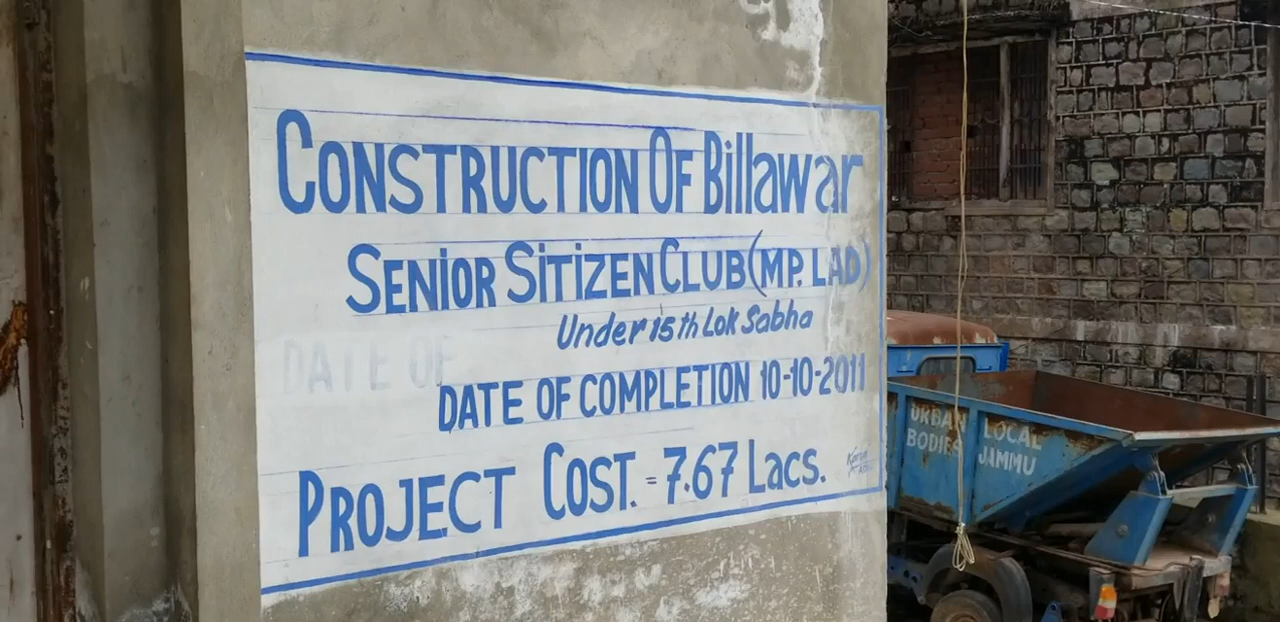 CONSTRUCTION OF Billawar
SENiOR SiTiZEN CLUB (MP. LAD)
Under 15th Lok Sabha
DATE OF
DATE OF COMPLETION 10-10-2011
PROJECT COST. = 7.67 Lacs.
URBAN LOCAL
BODIES JAMMU